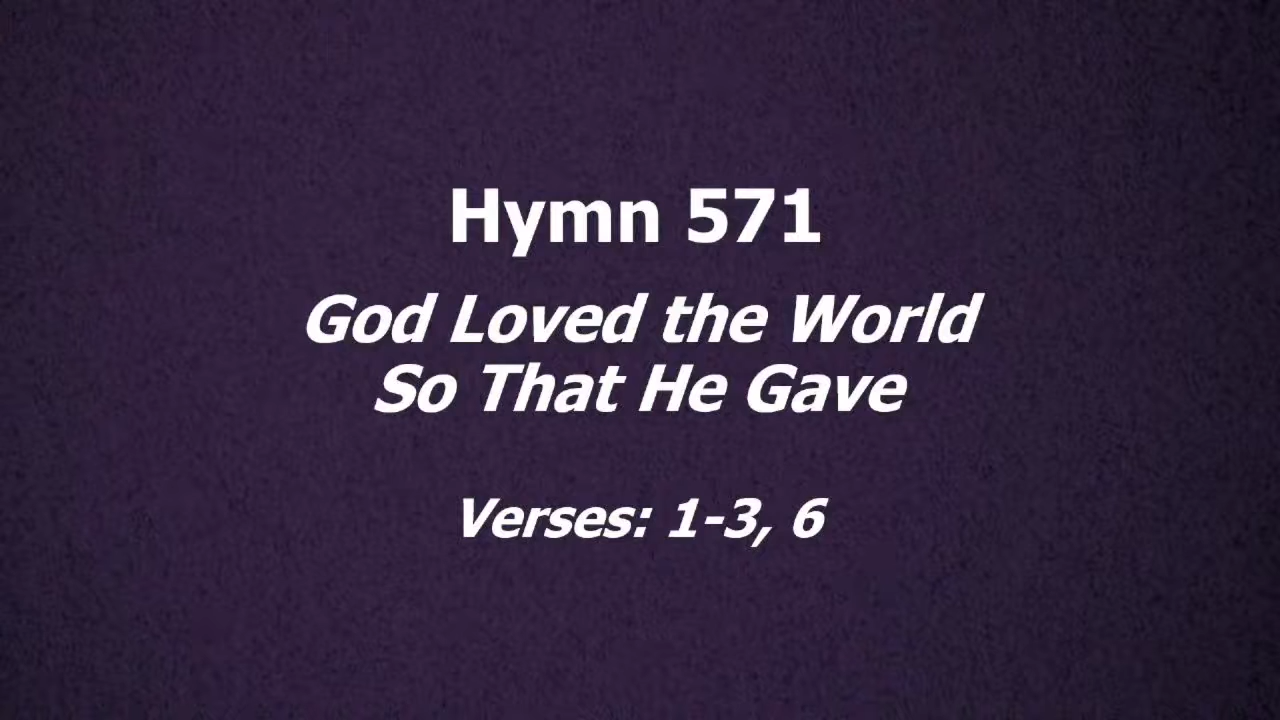 Hymn 571
God Loved the World
So That He Gave
Verses: 1-3, 6